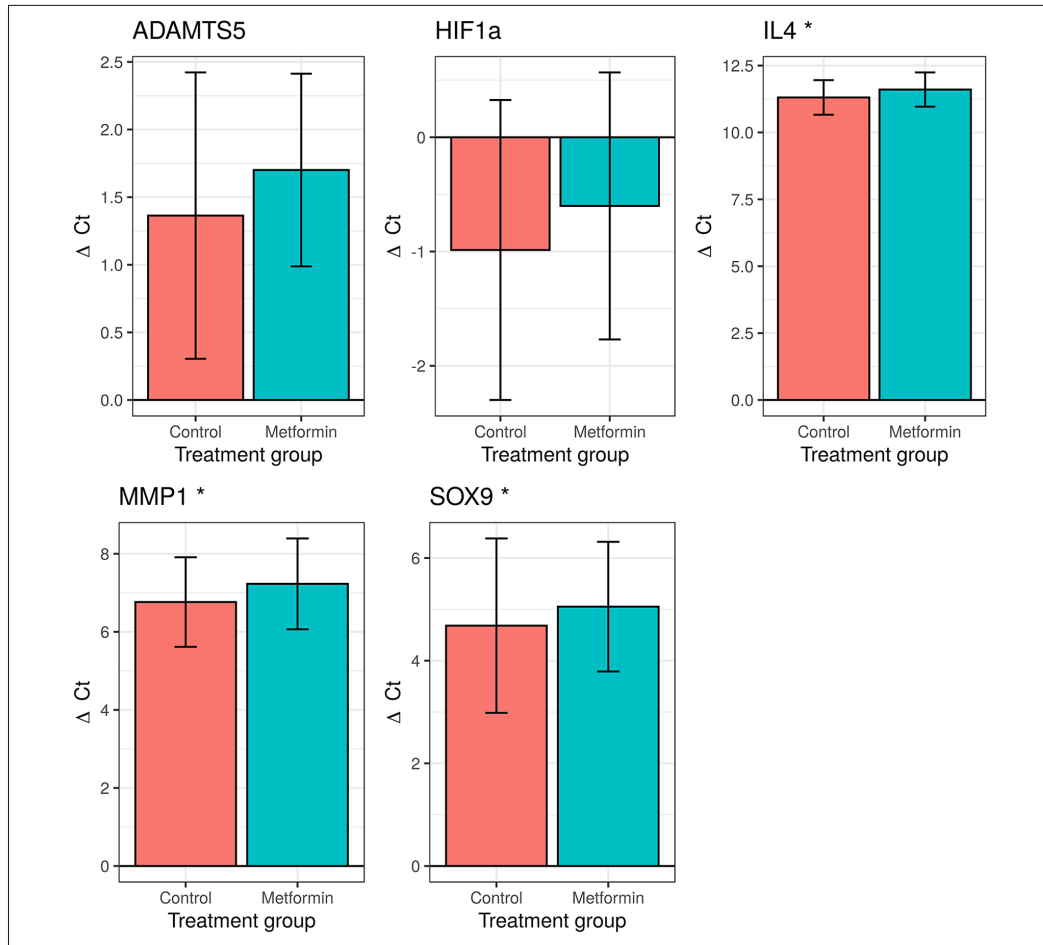 ADAMTS5
2.5
2.0
1.5
1.0
0.5
0.0
Δ Ct
Control Metformin
Treatment group
HIF1a
0
-1
-2
Δ Ct
Control Metformin
Treatment group
IL4 *
12.5
10.0
7.5
5.0
2.5
0.0
Δ Ct
Control Metformin
Treatment group
MMP1 *
8
6
4
2
0
Δ Ct
Control Metformin
Treatment group
SOX9 *
6
4
2
0
Δ Ct
Control Metformin
Treatment group